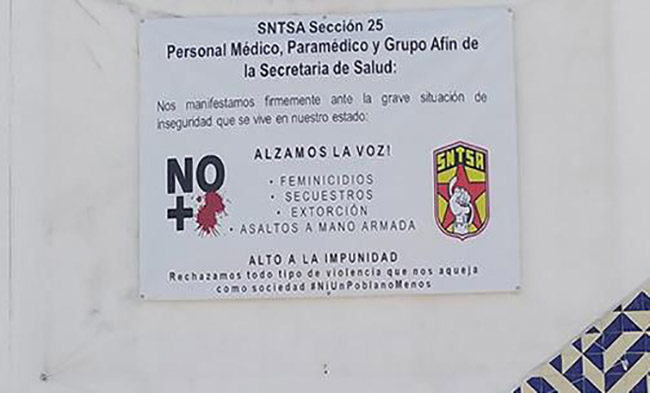 SNTSA Sección 25
Personal Médico, Paramédico y Grupo Afín de
la Secretaria de Salud:
Nos manifestamos firmemente ante la grave situación de
inseguridad que se vive en nuestro estado:
NO
+
ALZAMOS LA VOZ!
· FEMINICIDIOS
· SECUESTROS
· EXTORCIÓN
· ASALTOS A MANO ARMADA
SNTSA
ALTO A LA IMPUNIDAD
Rechazamos todo tipo de violencia que nos aqueja
como sociedad #NiUnPoblanoMenos